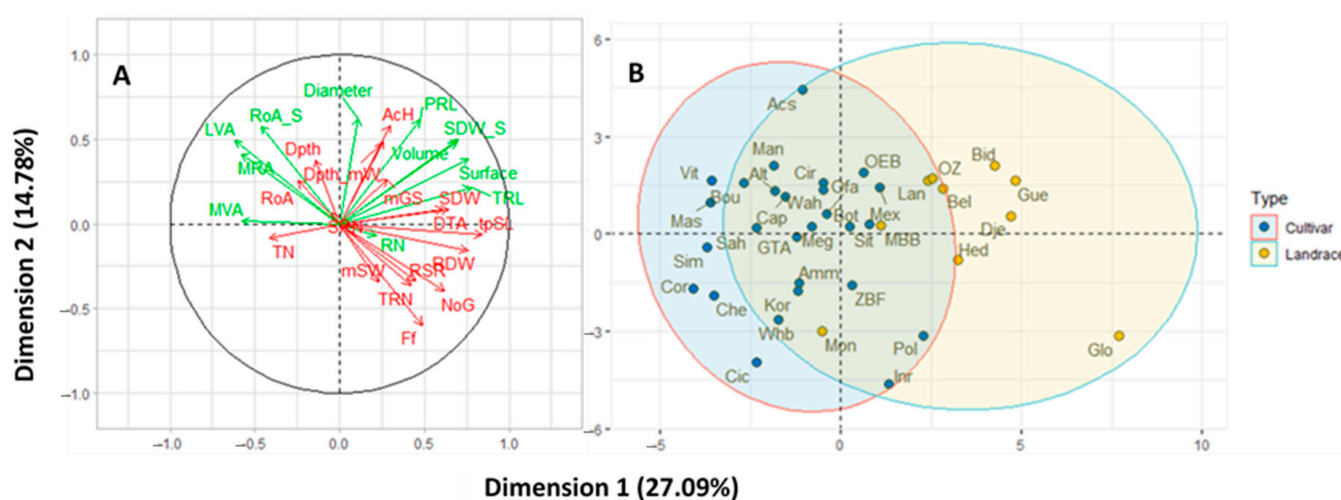 A
1.0
0.5
0.0
–0.5
–1.0
–1.0
–0.5
0.0
0.5
1.0
Diameter
PRL
AcH
RoA_S
SDW_S
LVA
Dpth
Volume
MRA
Dpth_mW
Surface
RoA
mGS
SDW
TRL
MVA
DTA
tpS1
TN
RN
RDW
mSW
RSR
TRN
NoG
Ff
Dimension 2 (14.78%)
B
6
3
0
–3
–6
–5
0
5
10
Acs
Man
OEB
Bid
Vit
Alt
Cir
OZ
Bou
Wah
Ofa
Lan
Bel
Gue
Mas
Cap
Bot
Mex
Dje
Sah
GTA
Meg
Sit
MBB
Hed
Sim
Amm
Cor
Che
Kor
ZBF
Whb
Mon
Pol
Glo
Cic
Inr
Type
Cultivar
Landrace
Dimension 1 (27.09%)